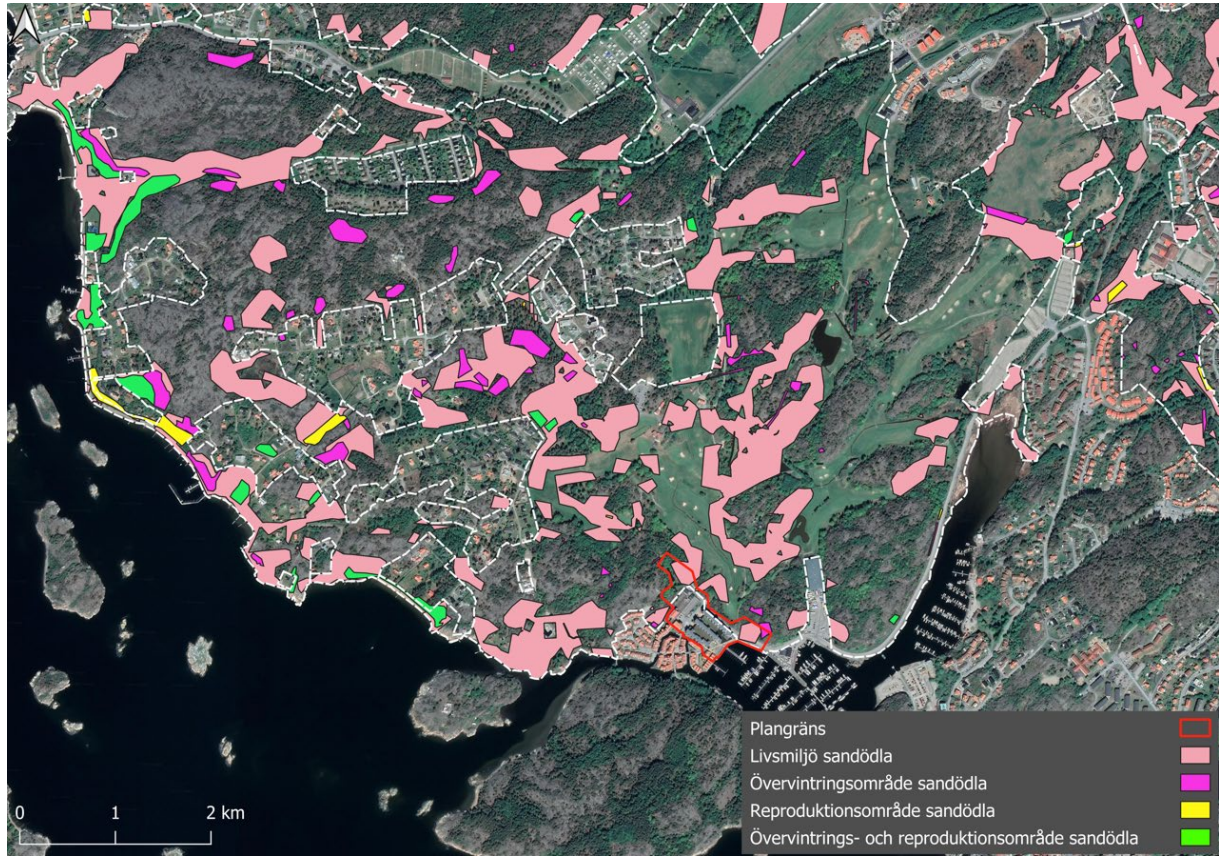 Plangräns
Livsmiljö sandödla
Övervintringsområde sandödla
Reproduktionsområde sandödla
Övervintrings- och reproduktionsområde sandödla
0 1 2 km